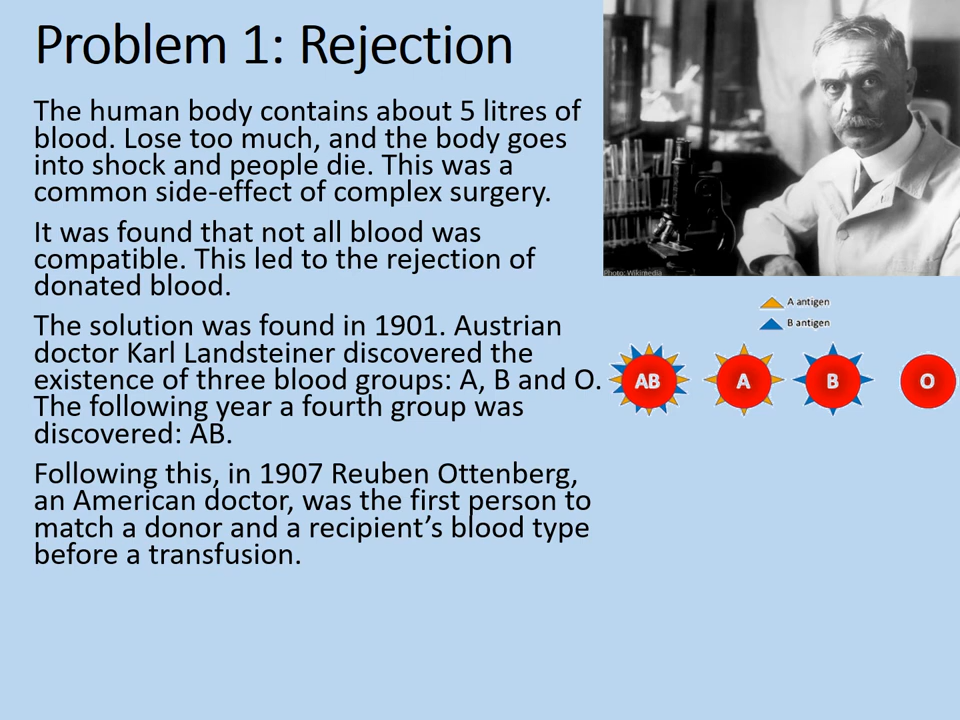 Problem 1: Rejection
The human body contains about 5 litres of
blood. Lose too much, and the body goes
into shock and people die. This was a
common side-effect of complex surgery.
It was found that not all blood was
compatible. This led to the rejection of
donated blood.
The solution was found in 1901. Austrian
doctor Karl Landsteiner discovered the
existence of three blood groups: A, B and O.
The following year a fourth group was
discovered: AB.
Following this, in 1907 Reuben Ottenberg,
an American doctor, was the first person to
match a donor and a recipient’s blood type
before a transfusion.
Photo: Wikimedia
A antigen
B antigen
AB
A
B
O